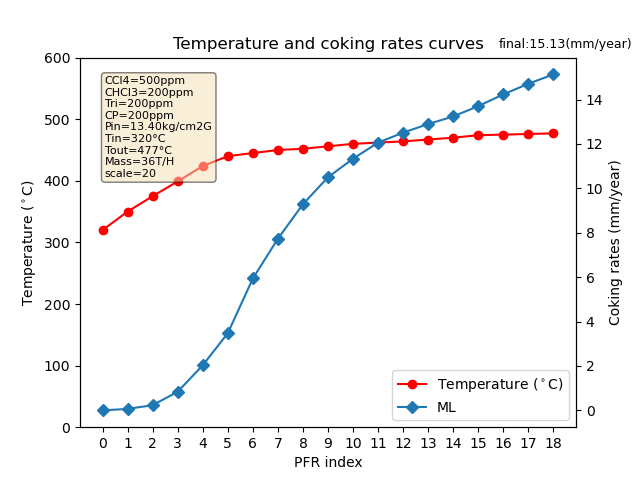 Temperature and coking rates curves
final:15.13(mm/year)
CCl4=500ppm
CHCl3=200ppm
Tri=200ppm
CP=200ppm
Pin=13.40kg/cm2G
Tin=320°C
Tout=477°C
Mass=36T/H
scale=20
600
500
400
300
200
100
0
Temperature (°C)
14
12
10
8
6
4
2
0
Coking rates (mm/year)
Temperature (°C)
ML
0 1 2 3 4 5 6 7 8 9 10 11 12 13 14 15 16 17 18
PFR index